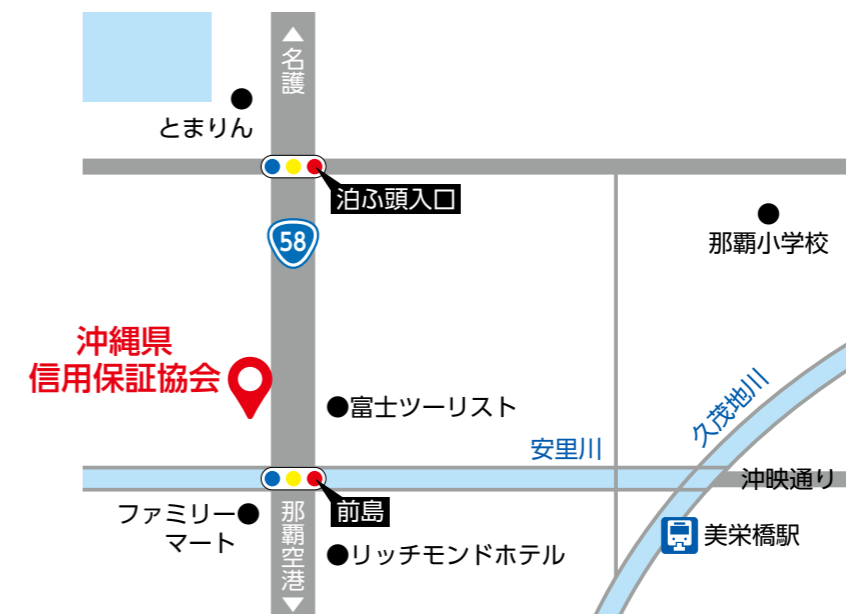 ▲名護
とまりん
泊ふ頭入口
58
那覇小学校
沖縄県
信用保証協会
富士ツーリスト
久茂地川
安里川
沖映通り
ファミリー
マート
前島
那覇空港▼
美栄橋駅
リッチモンドホテル